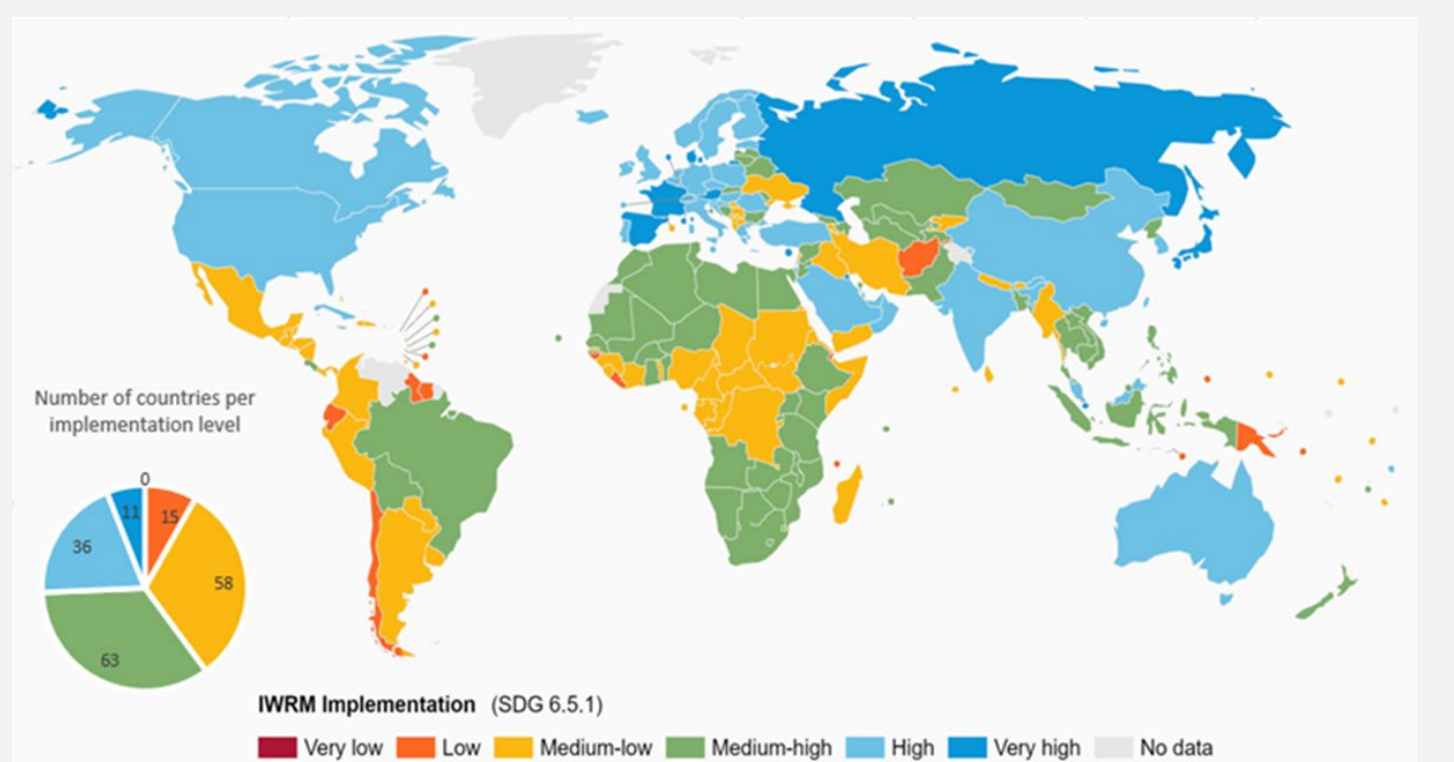 Number of countries per
implementation level
0
11
15
36
58
63
IWRM Implementation (SDG 6.5.1)
Very low Low Medium-low Medium-high High Very high No data